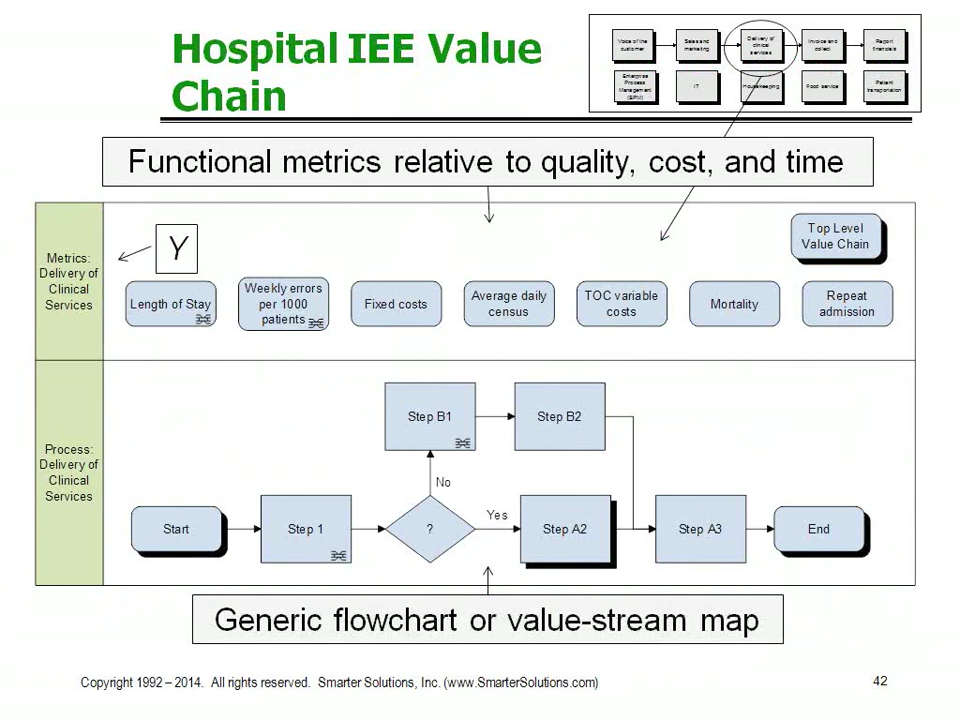 Hospital IEE Value
Chain
Voice of the
customer
Sales and
marketing
Delivery of
clinical
services
Invoice and
collect
Report
financials
Enterprise
Process
Management
(EPM)
IT
Housekeeping
Food service
Patient
transportation
Functional metrics relative to quality, cost, and time
Metrics:
Delivery of
Clinical
Services
Y
Top Level
Value Chain
Length of Stay
Weekly errors
per 1000
patients
Fixed costs
Average daily
census
TOC variable
costs
Mortality
Repeat
admission
Process:
Delivery of
Clinical
Services
Step B1
Step B2
No
Start
Step 1
?
Yes
Step A2
Step A3
End
Generic flowchart or value-stream map
Copyright 1992 – 2014. All rights reserved. Smarter Solutions, Inc. (www.SmarterSolutions.com)
42